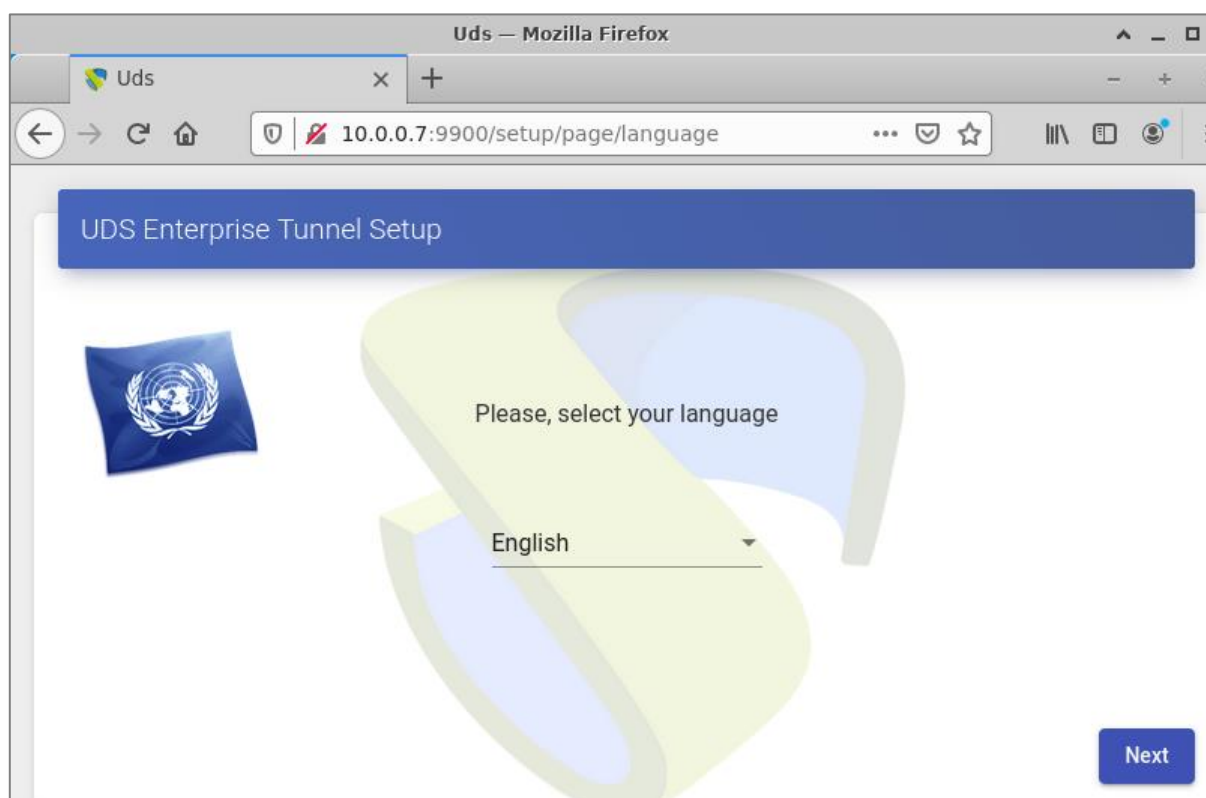 Uds — Mozilla Firefox
Uds
10.0.0.7:9900/setup/page/language
UDS Enterprise Tunnel Setup
Please, select your language
English
Next